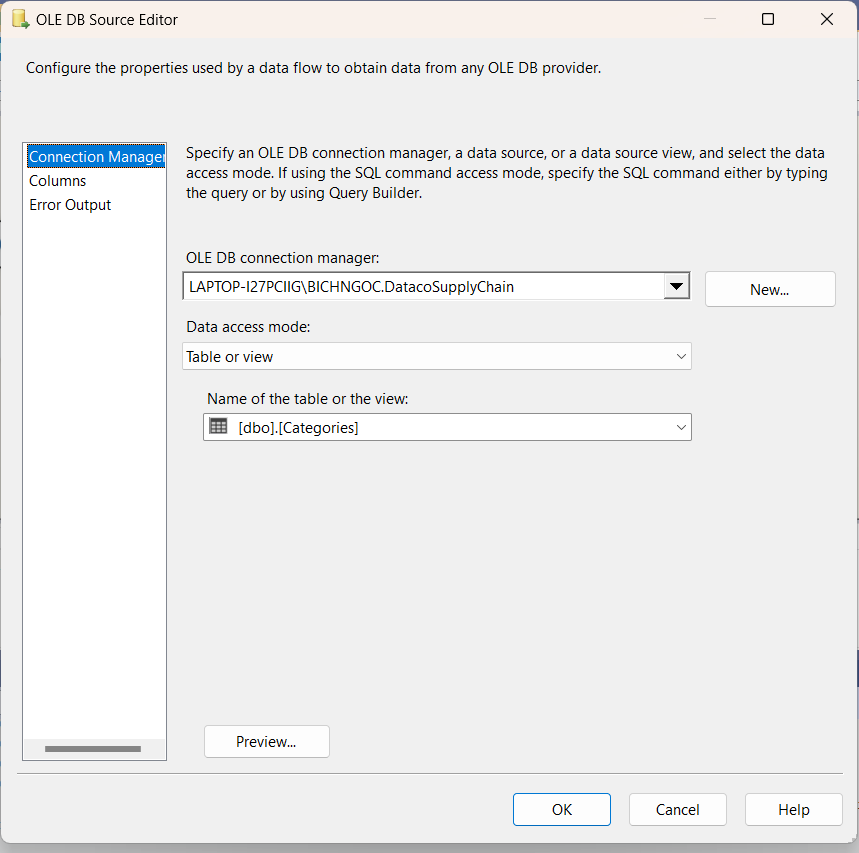 OLE DB Source Editor
Configure the properties used by a data flow to obtain data from any OLE DB provider.
Connection Manager
Columns
Error Output
Specify an OLE DB connection manager, a data source, or a data source view, and select the data
access mode. If using the SQL command access mode, specify the SQL command either by typing
the query or by using Query Builder.
OLE DB connection manager:
LAPTOP-I27PCIIG\BICHNGOC.DatacoSupplyChain
New...
Data access mode:
Table or view
Name of the table or the view:
[dbo].[Categories]
Preview...
OK
Cancel
Help